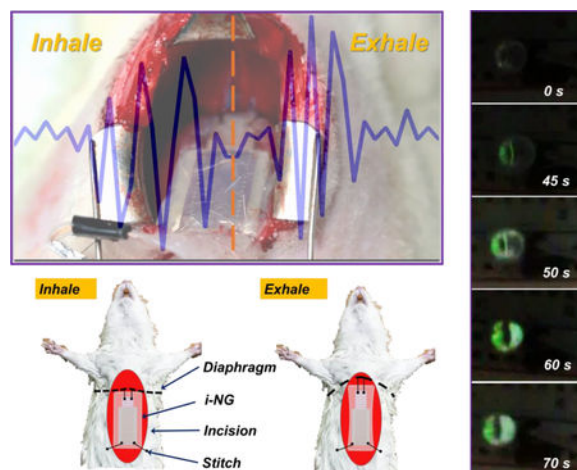 Inhale
Exhale
0 s
45 s
50 s
60 s
70 s
Inhale
Exhale
Diaphragm
i-NG
Incision
Stitch